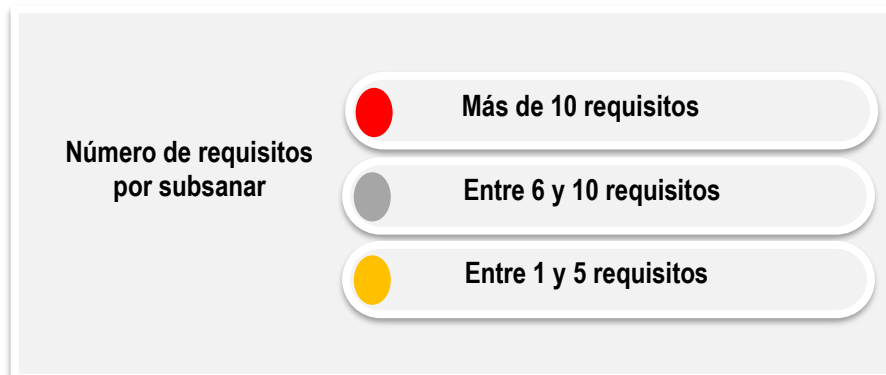 Número de requisitos
por subsanar
Más de 10 requisitos
Entre 6 y 10 requisitos
Entre 1 y 5 requisitos